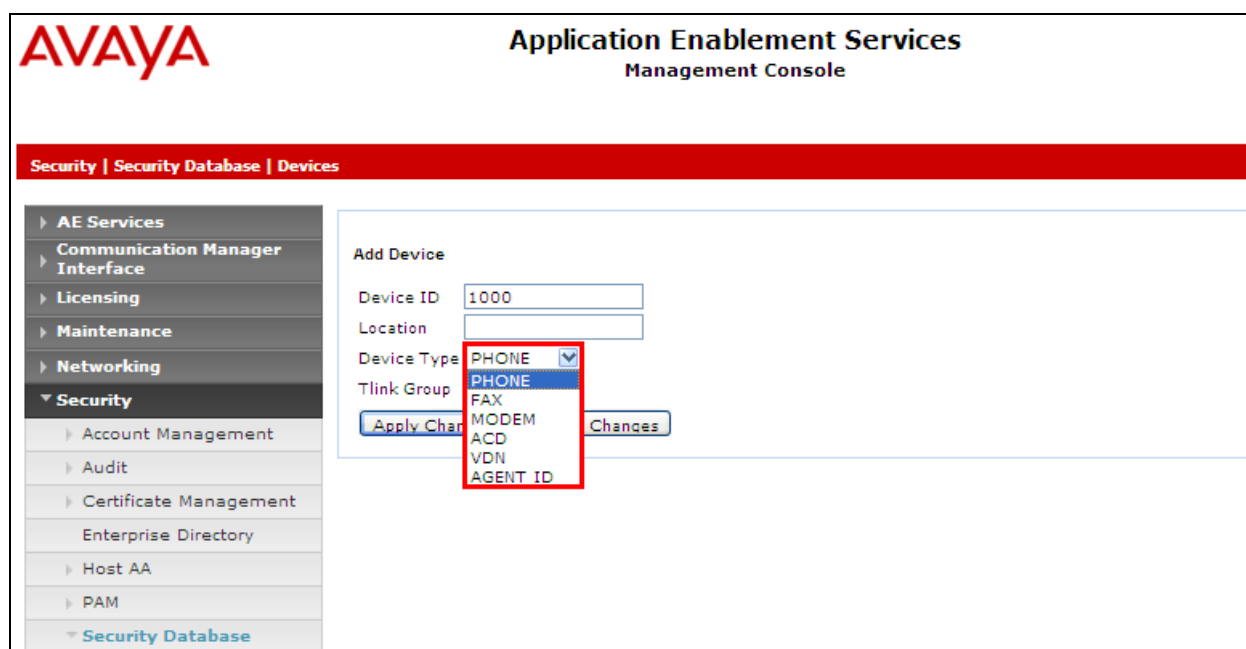 AVAYA
Application Enablement Services
Management Console
Security | Security Database | Devices
AE Services
Communication Manager
Interface
Licensing
Maintenance
Networking
Security
Account Management
Audit
Certificate Management
Enterprise Directory
Host AA
PAM
Security Database
Add Device
Device ID 1000
Location
Device Type PHONE
Tlink Group
PHONE
FAX
MODEM
ACD
VDN
AGENT ID
Apply Changes